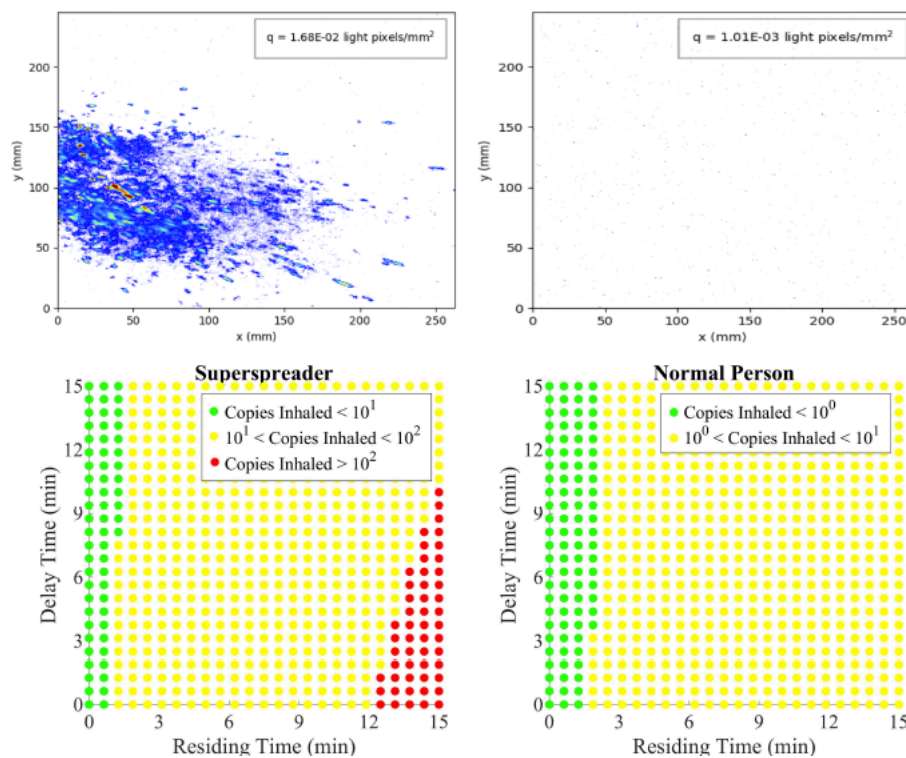 q = 1.68E-02 light pixels/mm²
200
150
100
50
0
y (mm)
0 50 100 150 200 250
x (mm)
q = 1.01E-03 light pixels/mm²
200
150
100
50
0
y (mm)
0 50 100 150 200 250
x (mm)
Superspreader
15
12
9
6
3
0
Delay Time (min)
Copies Inhaled < 10¹
10¹ < Copies Inhaled < 10²
Copies Inhaled > 10²
0 3 6 9 12 15
Residing Time (min)
Normal Person
15
12
9
6
3
0
Delay Time (min)
Copies Inhaled < 10⁰
10⁰ < Copies Inhaled < 10¹
0 3 6 9 12 15
Residing Time (min)